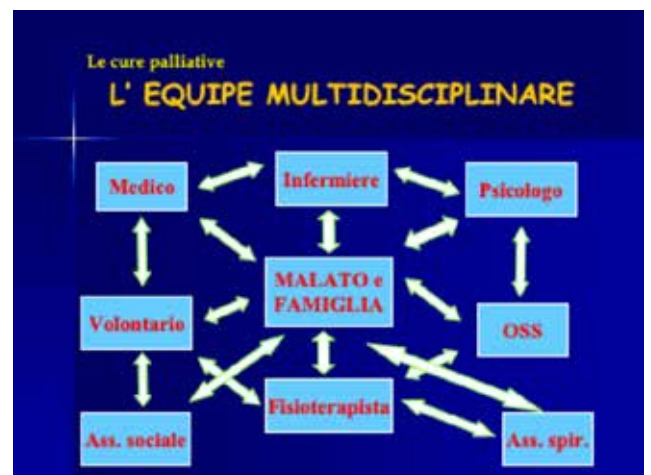 Le cure palliative
L' EQUIPE MULTIDISCIPLINARE
Medico
Infermiere
Psicologo
MALATO e
FAMIGLIA
Volontario
OSS
Fisioterapista
Ass. sociale
Ass. spir.